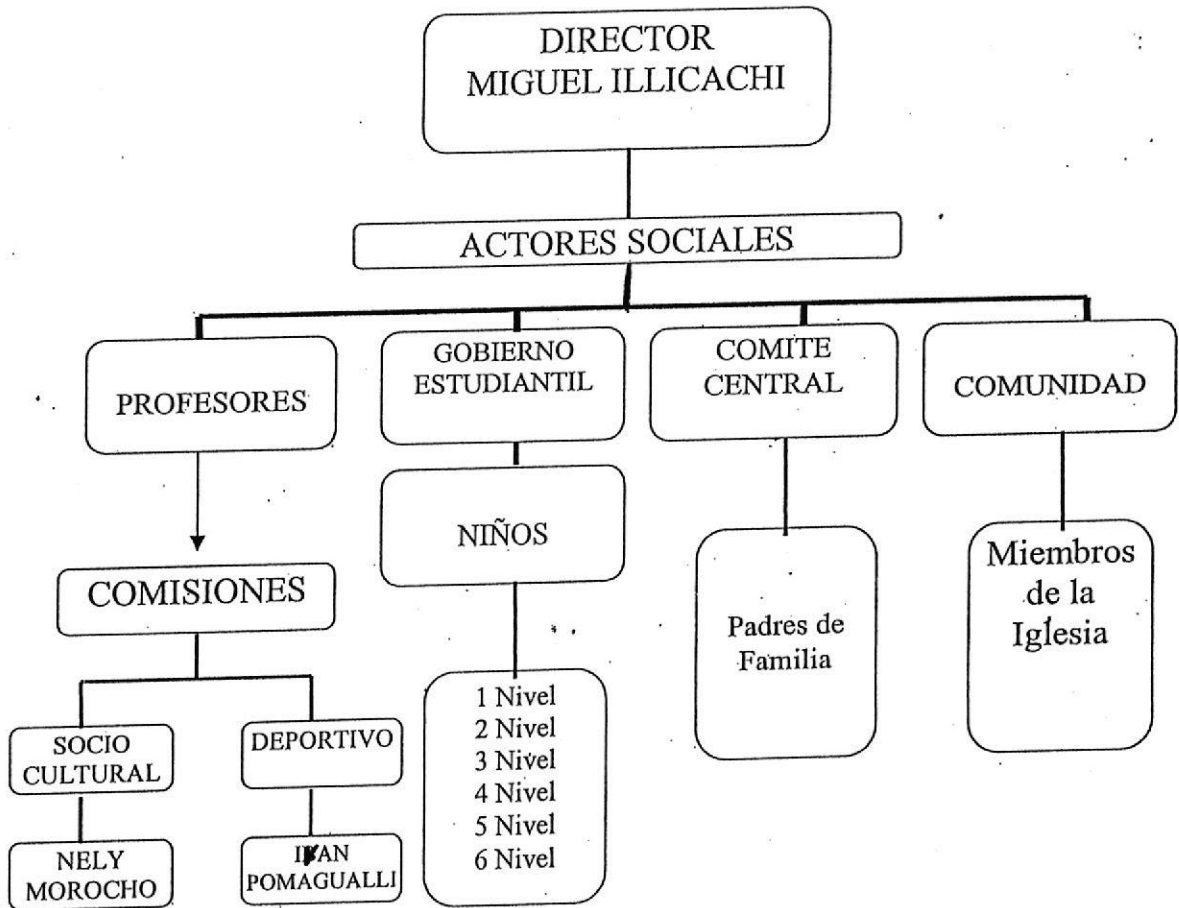 DIRECTOR
MIGUEL ILLICACHI
ACTORES SOCIALES
PROFESORES
GOBIERNO
ESTUDIANTIL
COMITE
CENTRAL
COMUNIDAD
COMISIONES
NIÑOS
Padres de
Familia
Miembros
de la
Iglesia
SOCIO
CULTURAL
DEPORTIVO
NELY
MOROCHO
POMAGUALLI
1 Nivel
2 Nivel
3 Nivel
4 Nivel
5 Nivel
6 Nivel